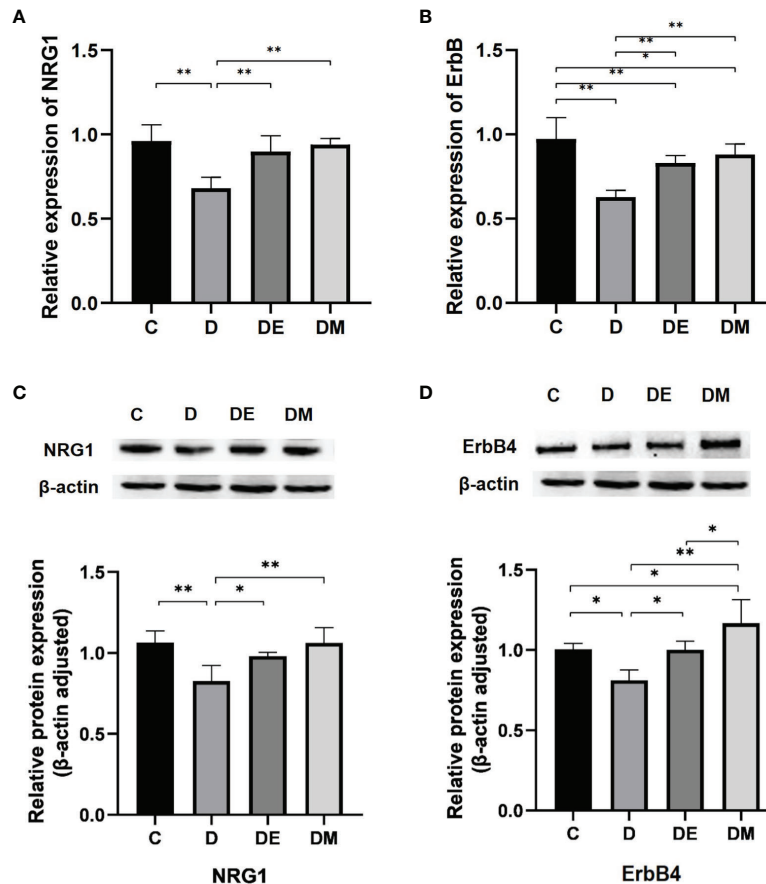 A
Relative expression of NRG1
1.5
1.0
0.5
0.0
**
** **
C D DE DM
B
Relative expression of ErbB
1.5
1.0
0.5
0.0
**
**
*
**
**
C D DE DM
C
C D DE DM
NRG1
β-actin
Relative protein expression
(β-actin adjusted)
1.5
1.0
0.5
0.0
**
** *
C D DE DM
NRG1
D
C D DE DM
ErbB4
β-actin
Relative protein expression
(β-actin adjusted)
1.5
1.0
0.5
0.0
*
**
*
* *
C D DE DM
ErbB4